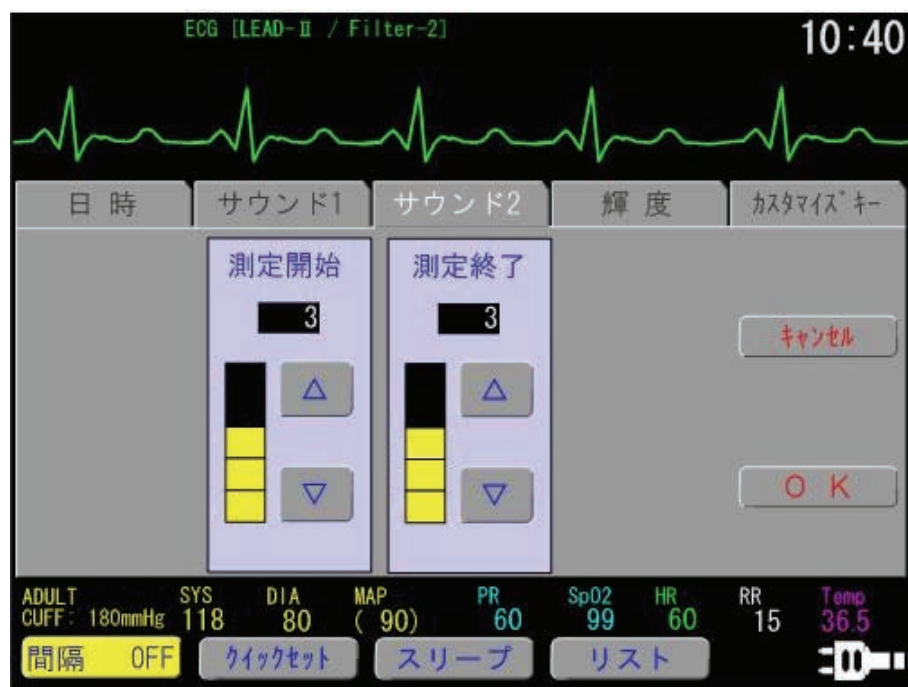 ECG [LEAD-Ⅱ / Filter-2]
10:40
日 時
サウンド1
サウンド2
輝 度
ｶｽﾀﾏｲｽﾞｷｰ
測定開始
測定終了
3
3
ｷｬﾝｾﾙ
△
△
▽
▽
O K
ADULT SYS DIA MAP PR SpO2 HR RR Temp
CUFF: 180mmHg 118 80 ( 90) 60 99 60 15 36.5
間隔 OFF
ｸｲｯｸｾｯﾄ
スリープ
リスト